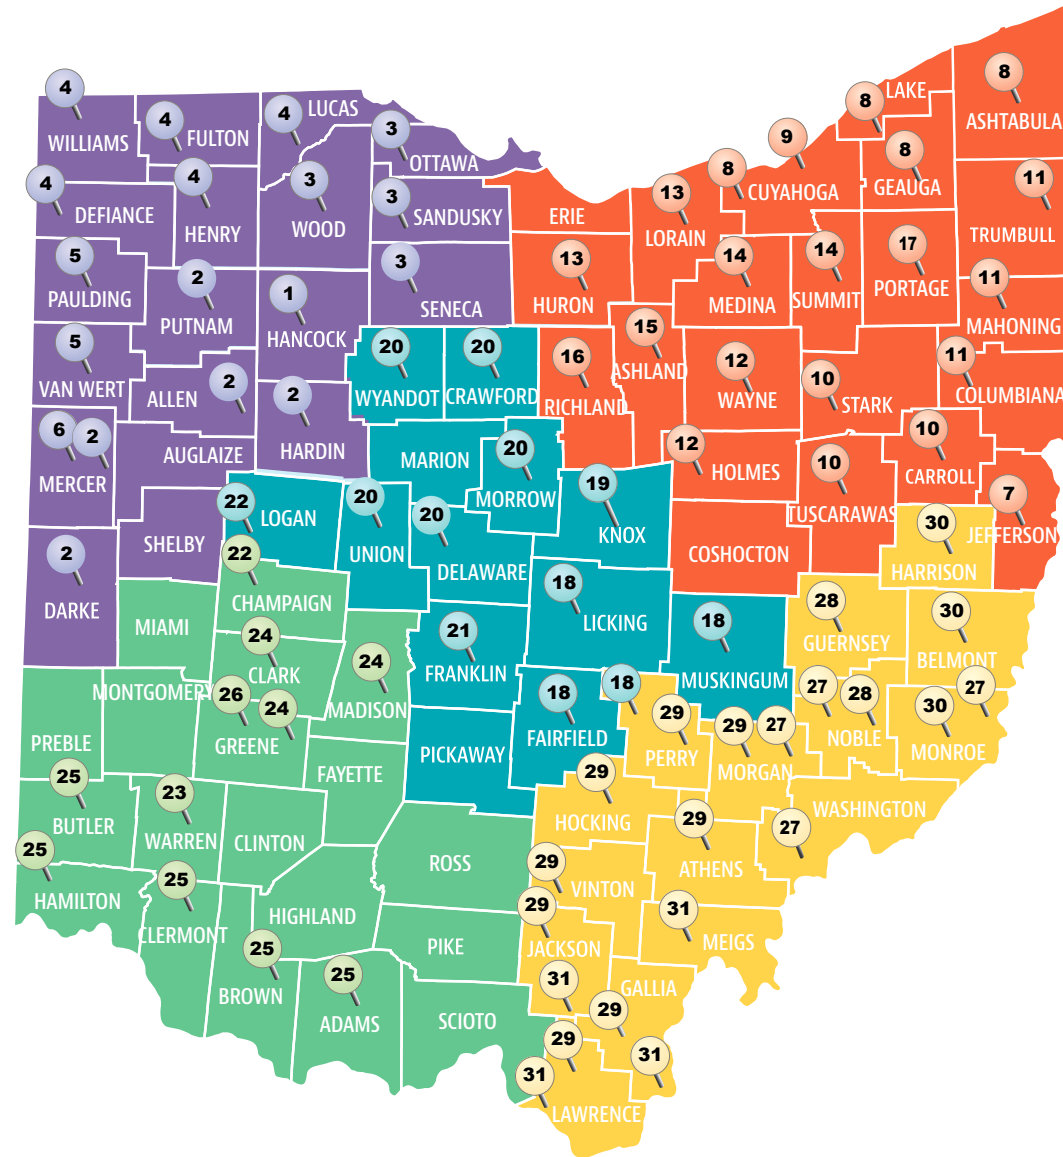 4
WILLIAMS
4
FULTON
4
LUCAS
3
OTTAWA
8
LAKE
8
ASHTABULA
4
DEFIANCE
4
HENRY
3
WOOD
3
SANDUSKY
ERIE
13
LORAIN
8
9
CUYAHOGA
8
GEAUGA
11
TRUMBULL
5
PAULDING
2
PUTNAM
1
HANCOCK
3
SENECA
13
HURON
14
MEDINA
14
SUMMIT
17
PORTAGE
11
MAHONING
5
VAN WERT
ALLEN
2
2
HARDIN
20
WYANDOT
20
CRAWFORD
16
RICHLAND
15
ASHLAND
12
WAYNE
10
STARK
11
COLUMBIANA
6
2
MERCER
AUGLAIZE
MARION
20
MORROW
19
KNOX
12
HOLMES
10
TUSCARAWAS
10
CARROLL
7
JEFFERSON
SHELBY
22
LOGAN
20
UNION
20
DELAWARE
COSHOCTON
30
HARRISON
2
DARKE
MIAMI
22
CHAMPAIGN
18
LICKING
18
MUSKINGUM
28
GUERNSEY
30
BELMONT
24
CLARK
24
MADISON
21
FRANKLIN
PREBLE
MONTGOMERY
26
24
GREENE
FAYETTE
PICKAWAY
18
FAIRFIELD
18
29
PERRY
29
27
MORGAN
27
28
NOBLE
30
27
MONROE
25
BUTLER
23
WARREN
CLINTON
ROSS
29
HOCKING
29
ATHENS
27
WASHINGTON
25
HAMILTON
25
CLERMONT
HIGHLAND
PIKE
29
VINTON
31
MEIGS
25
BROWN
25
ADAMS
SCIOTO
29
JACKSON
31
29
GALLIA
31
29
31
LAWRENCE